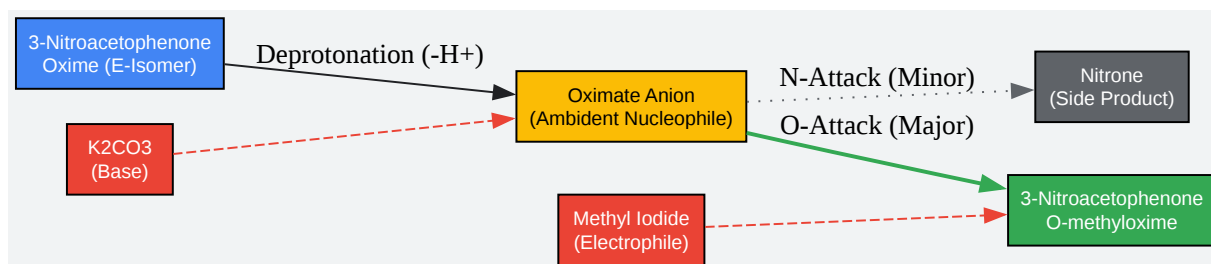 3-Nitroacetophenone
Oxime (E-Isomer)
Deprotonation (-H+)
K2CO3
(Base)
Oximate Anion
(Ambident Nucleophile)
N-Attack (Minor)
O-Attack (Major)
Nitrone
(Side Product)
Methyl Iodide
(Electrophile)
3-Nitroacetophenone
O-methyloxime